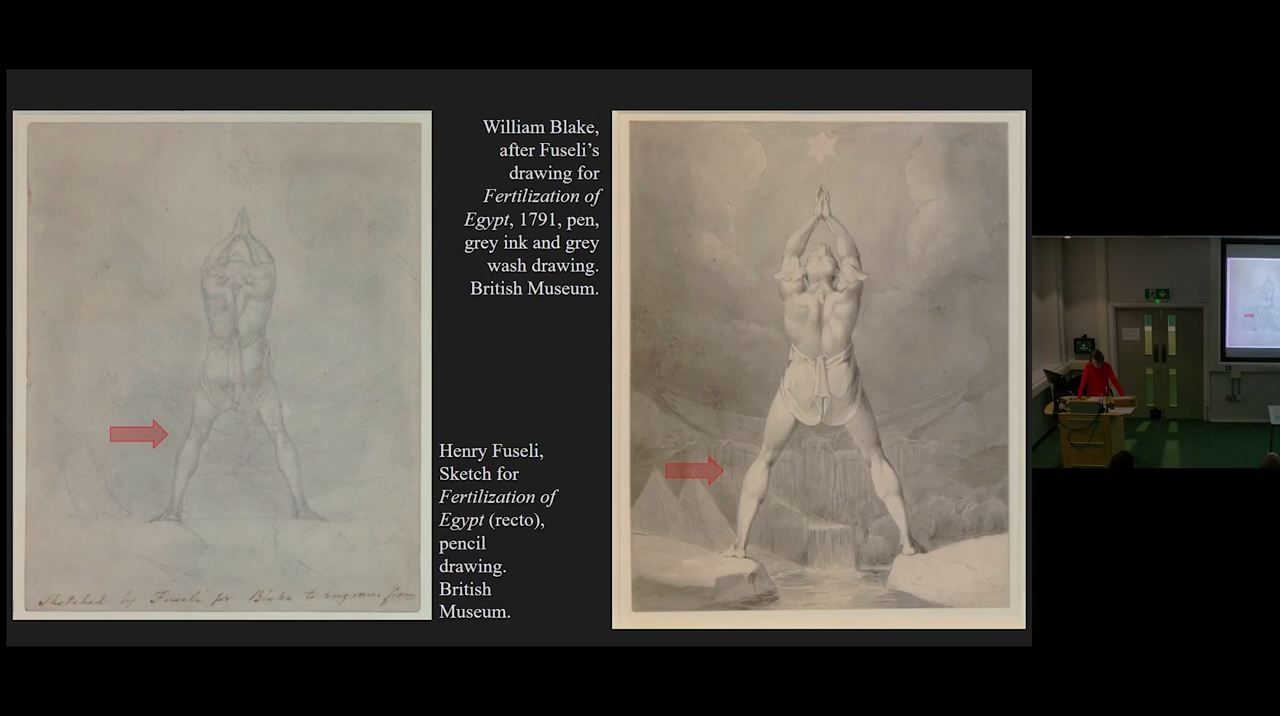 William Blake,
after Fuseli’s
drawing for
Fertilization of
Egypt, 1791, pen,
grey ink and grey
wash drawing.
British Museum.
Henry Fuseli,
Sketch for
Fertilization of
Egypt (recto),
pencil
drawing.
British
Museum.
Sketched by Fuseli for Blake to engrave from